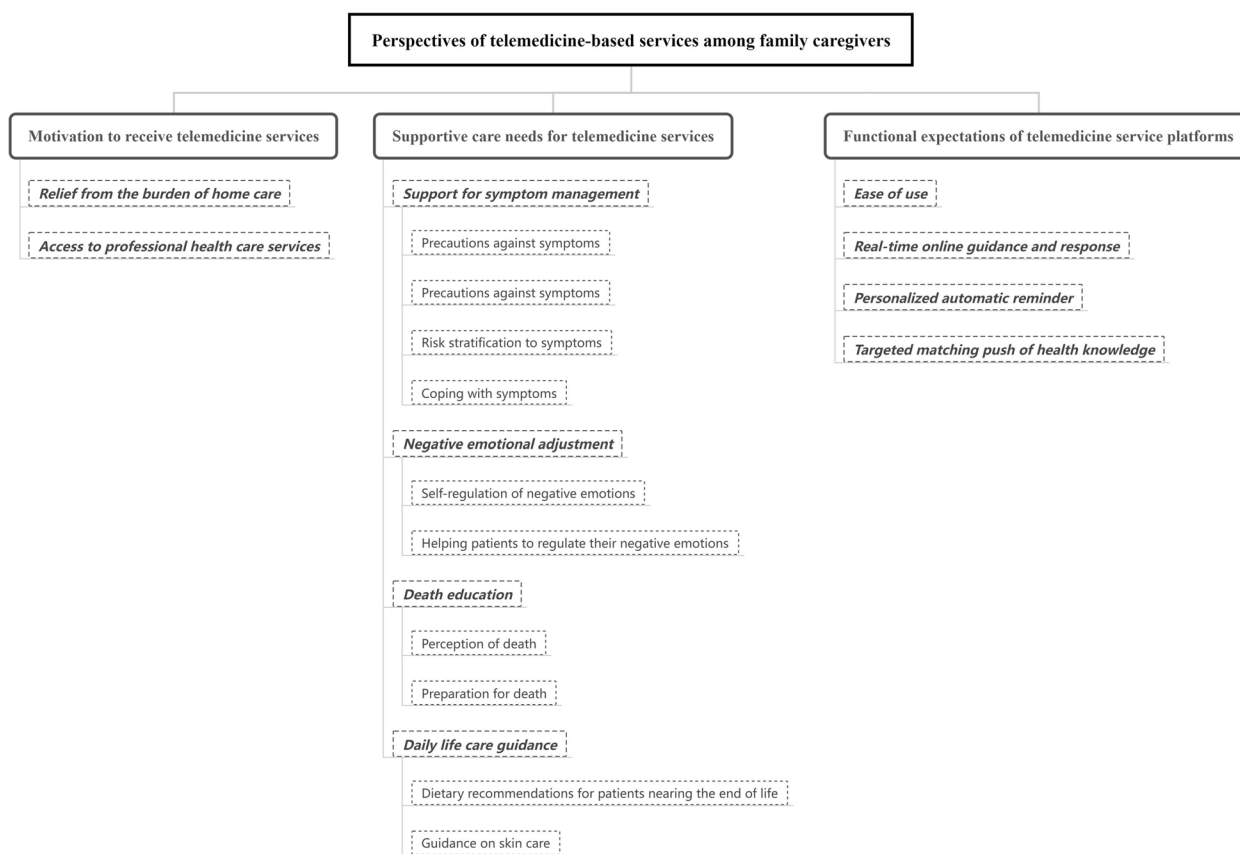 Perspectives of telemedicine-based services among family caregivers
Motivation to receive telemedicine services
Relief from the burden of home care
Access to professional health care services
Supportive care needs for telemedicine services
Support for symptom management
Precautions against symptoms
Precautions against symptoms
Risk stratification to symptoms
Coping with symptoms
Negative emotional adjustment
Self-regulation of negative emotions
Helping patients to regulate their negative emotions
Death education
Perception of death
Preparation for death
Daily life care guidance
Dietary recommendations for patients nearing the end of life
Guidance on skin care
Functional expectations of telemedicine service platforms
Ease of use
Real-time online guidance and response
Personalized automatic reminder
Targeted matching push of health knowledge